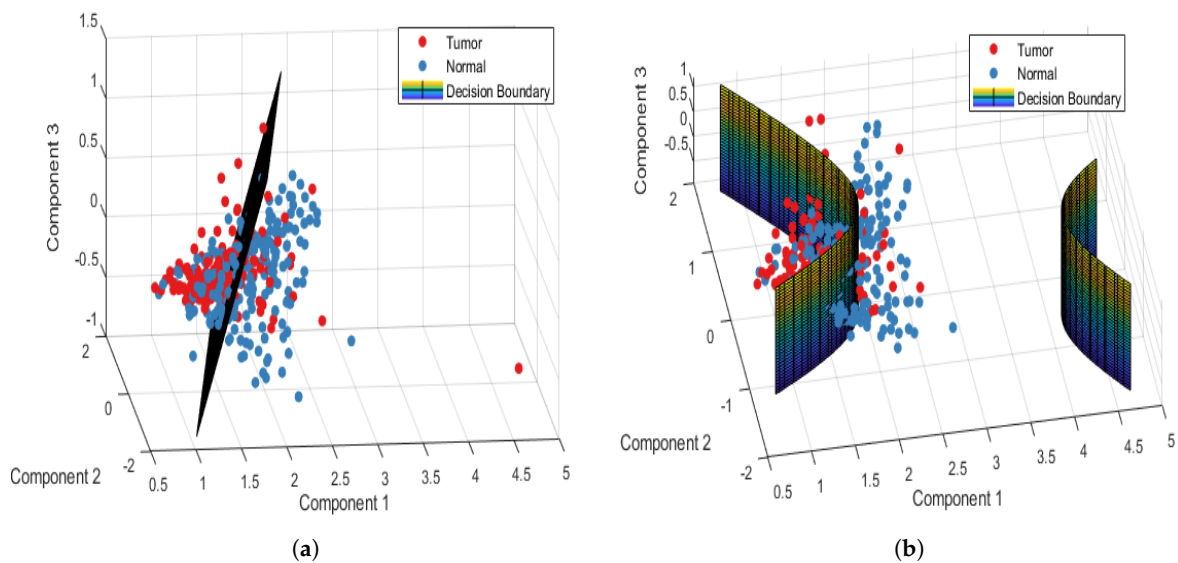 1.5
1
0.5
0
-0.5
-1
2
0
-2
Component 3
Component 2
0.5 1 1.5 2 2.5 3 3.5 4 4.5 5
Component 1
Tumor
Normal
Decision Boundary
(a)
1
0.5
0
-0.5
2
1
0
-1
-2
Component 3
Component 2
0.5 1 1.5 2 2.5 3 3.5 4 4.5 5
Component 1
Tumor
Normal
Decision Boundary
(b)